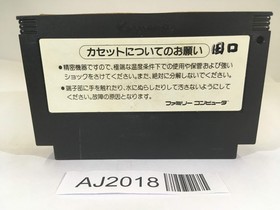 カセットについてのお願い
●精密機器ですので、極端な温度条件下での使用や保管および強い
ショックをさけてください。また、絶対に分解しないでください。
●端子部に手を触れたり、水にぬらしたりして汚さないようにして
ください。故障の原因となります。
ファミリー コンピュータ
AJ2018